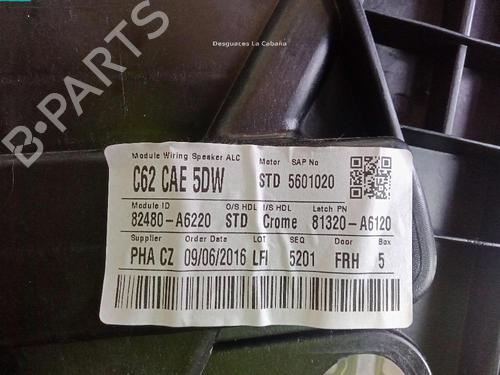 Desguaces La Cabaña
B-PARTS
Module Wiring Speaker ALC Motor SAP No
C62 CAE 5DW STD 5601020
Module ID O/S HDL I/S HDL Latch PN
82480-A6220 STD Crome 81320-A6120
Supplier Order Date LOT SEQ Door Box
PHA CZ 09/06/2016 LFI 5201 FRH 5